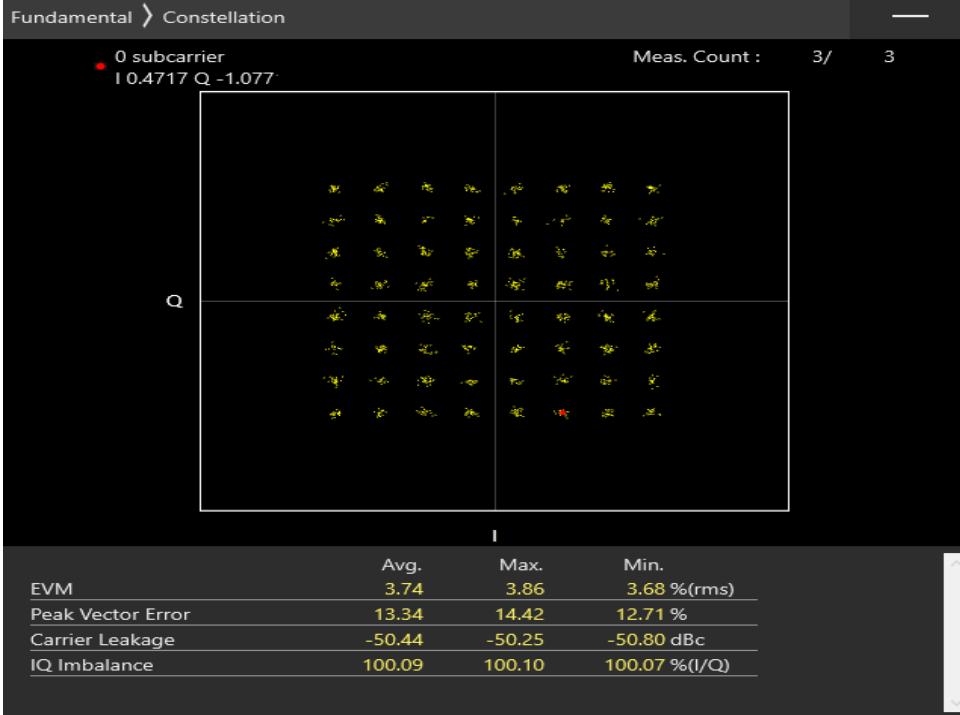 Fundamental 〉 Constellation
0 subcarrier Meas. Count : 3/ 3
I 0.4717 Q -1.077
Q
I
Avg. Max. Min.
EVM 3.74 3.86 3.68 %(rms)
Peak Vector Error 13.34 14.42 12.71 %
Carrier Leakage -50.44 -50.25 -50.80 dBc
IQ Imbalance 100.09 100.10 100.07 %(I/Q)